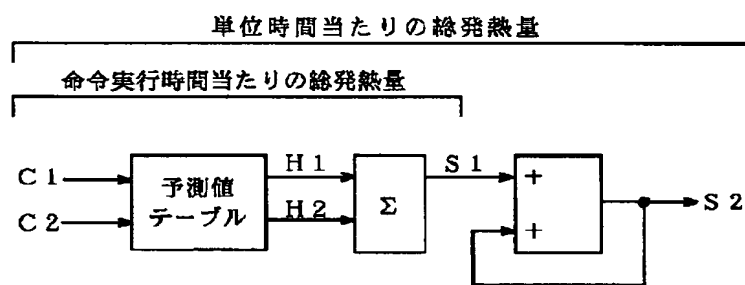 単位時間当たりの総発熱量
命令実行時間当たりの総発熱量
C1
C2
予測値
テーブル
H1
H2
Σ
S1
+
+
S2